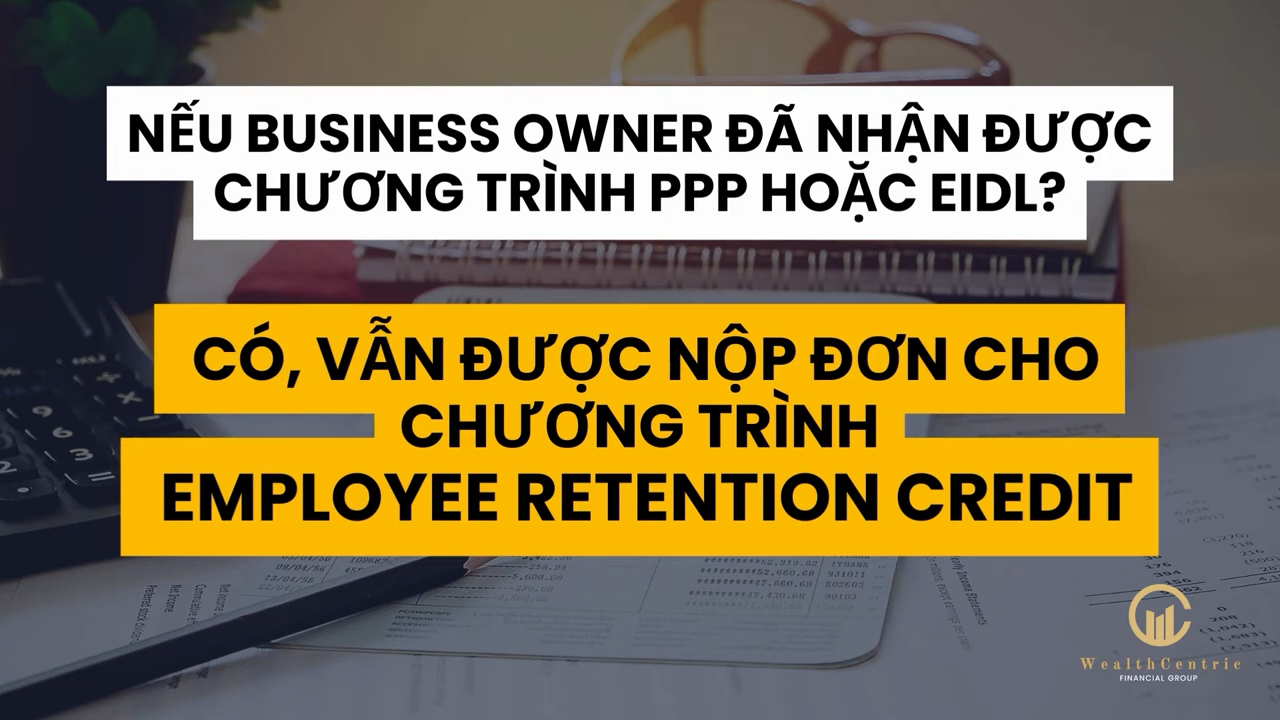 NẾU BUSINESS OWNER ĐÃ NHẬN ĐƯỢC
CHƯƠNG TRÌNH PPP HOẶC EIDL?
CÓ, VẪN ĐƯỢC NỘP ĐƠN CHO
CHƯƠNG TRÌNH
EMPLOYEE RETENTION CREDIT
WealthCentric
FINANCIAL GROUP